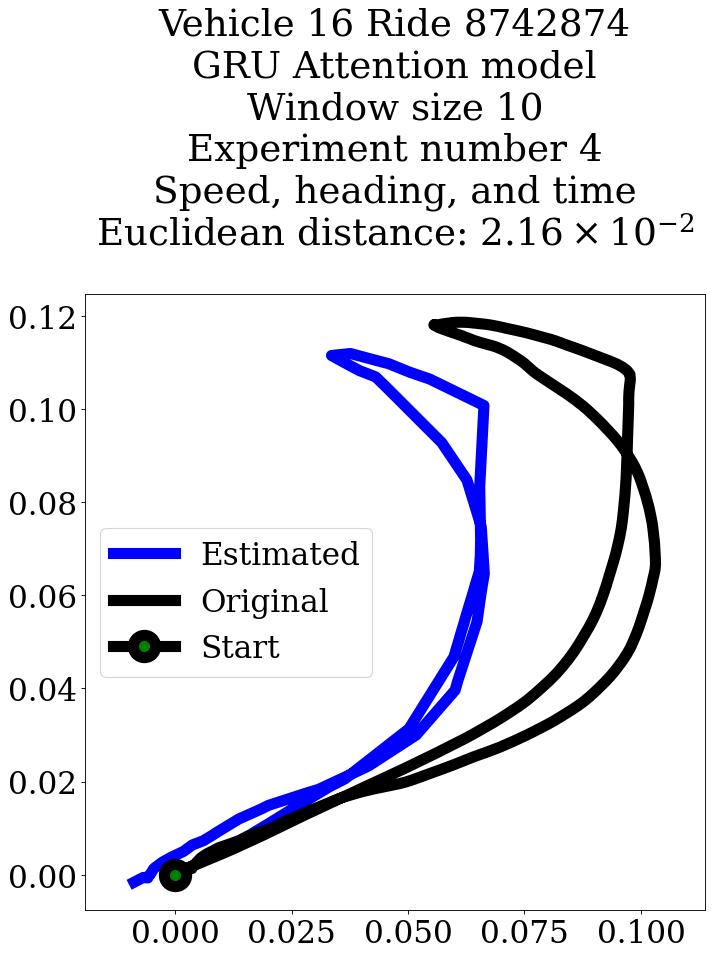 Vehicle 16 Ride 8742874
GRU Attention model
Window size 10
Experiment number 4
Speed, heading, and time
Euclidean distance: 2.16 × 10⁻²
0.12
0.10
0.08
0.06
0.04
0.02
0.00
Estimated
Original
Start
0.000 0.025 0.050 0.075 0.100